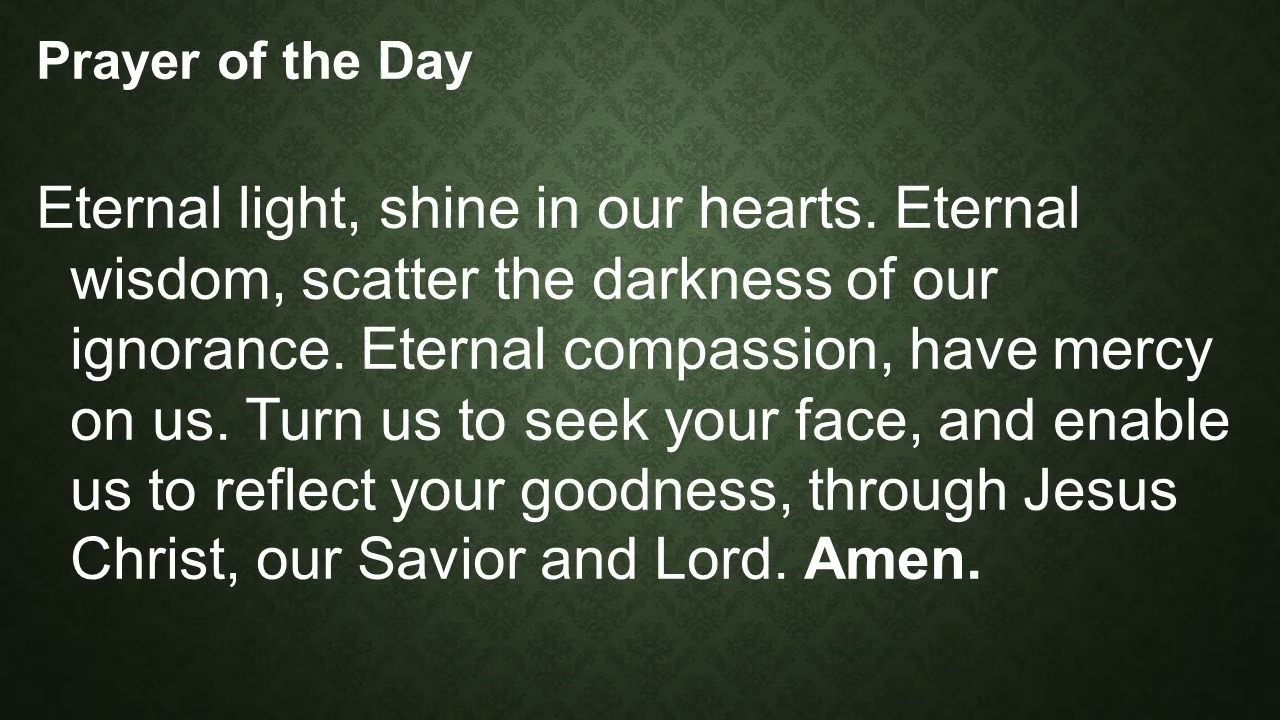 Prayer of the Day
Eternal light, shine in our hearts. Eternal
wisdom, scatter the darkness of our
ignorance. Eternal compassion, have mercy
on us. Turn us to seek your face, and enable
us to reflect your goodness, through Jesus
Christ, our Savior and Lord. Amen.